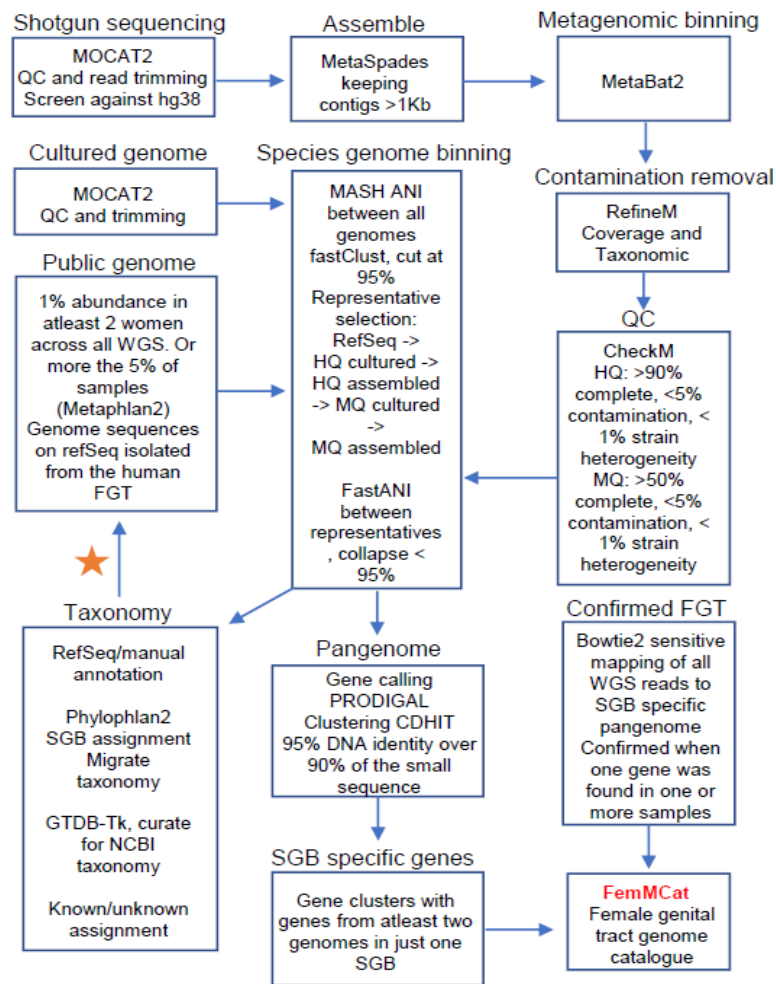 Shotgun sequencing
MOCAT2
QC and read trimming
Screen against hg38
Assemble
MetaSpades
keeping
contigs >1Kb
Metagenomic binning
MetaBat2
Cultured genome
MOCAT2
QC and trimming
Species genome binning
MASH ANI
between all
genomes
fastClust, cut at
95%
Representative
selection:
RefSeq ->
HQ cultured ->
HQ assembled
-> MQ cultured
->
MQ assembled
FastANI
between
representatives
, collapse <
95%
Contamination removal
RefineM
Coverage and
Taxonomic
Public genome
1% abundance in
atleast 2 women
across all WGS. Or
more the 5% of
samples
(Metaphlan2)
Genome sequences
on refSeq isolated
from the human
FGT
QC
CheckM
HQ: >90%
complete, <5%
contamination, <
1% strain
heterogeneity
MQ: >50%
complete, <5%
contamination, <
1% strain
heterogeneity
Taxonomy
RefSeq/manual
annotation
Phylophlan2
SGB assignment
Migrate
taxonomy
GTDB-Tk, curate
for NCBI
taxonomy
Known/unknown
assignment
Pangenome
Gene calling
PRODIGAL
Clustering CDHIT
95% DNA identity over
90% of the small
sequence
Confirmed FGT
Bowtie2 sensitive
mapping of all
WGS reads to
SGB specific
pangenome
Confirmed when
one gene was
found in one or
more samples
SGB specific genes
Gene clusters with
genes from atleast two
genomes in just one
SGB
FemMCat
Female genital
tract genome
catalogue